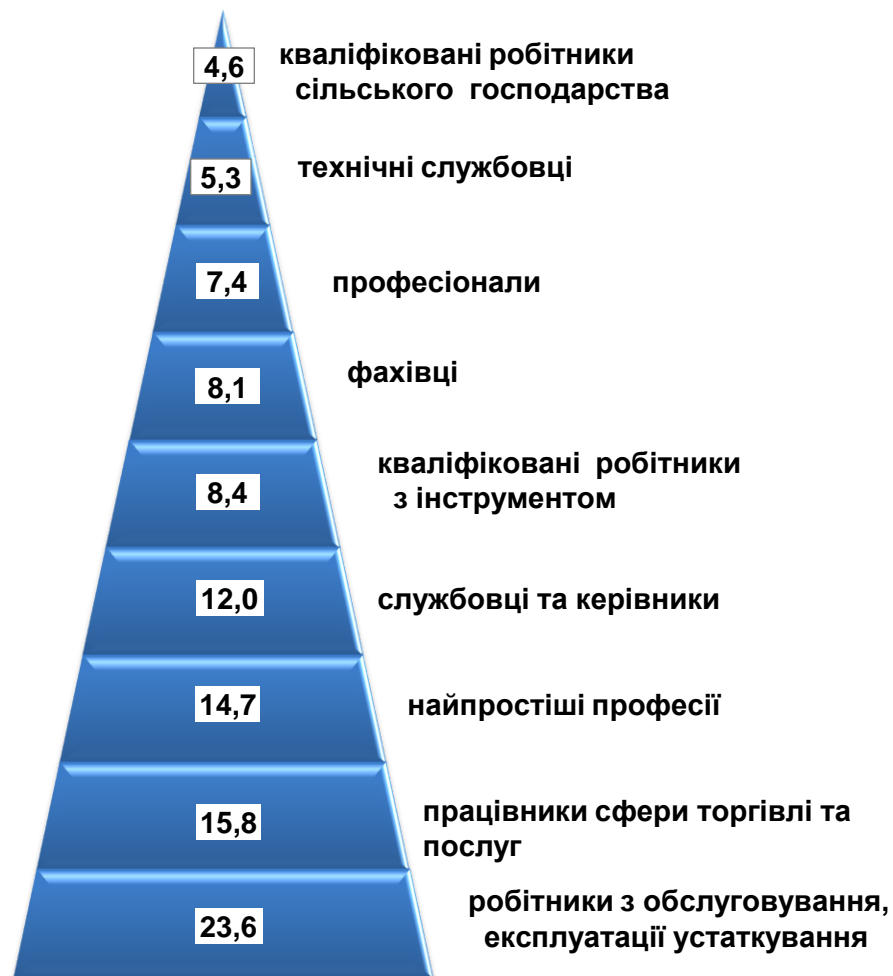 4,6
кваліфіковані робітники
сільського господарства
5,3
технічні службовці
7,4
професіонали
8,1
фахівці
8,4
кваліфіковані робітники
з інструментом
12,0
службовці та керівники
14,7
найпростіші професії
15,8
працівники сфери торгівлі та
послуг
23,6
робітники з обслуговування,
експлуатації устаткування